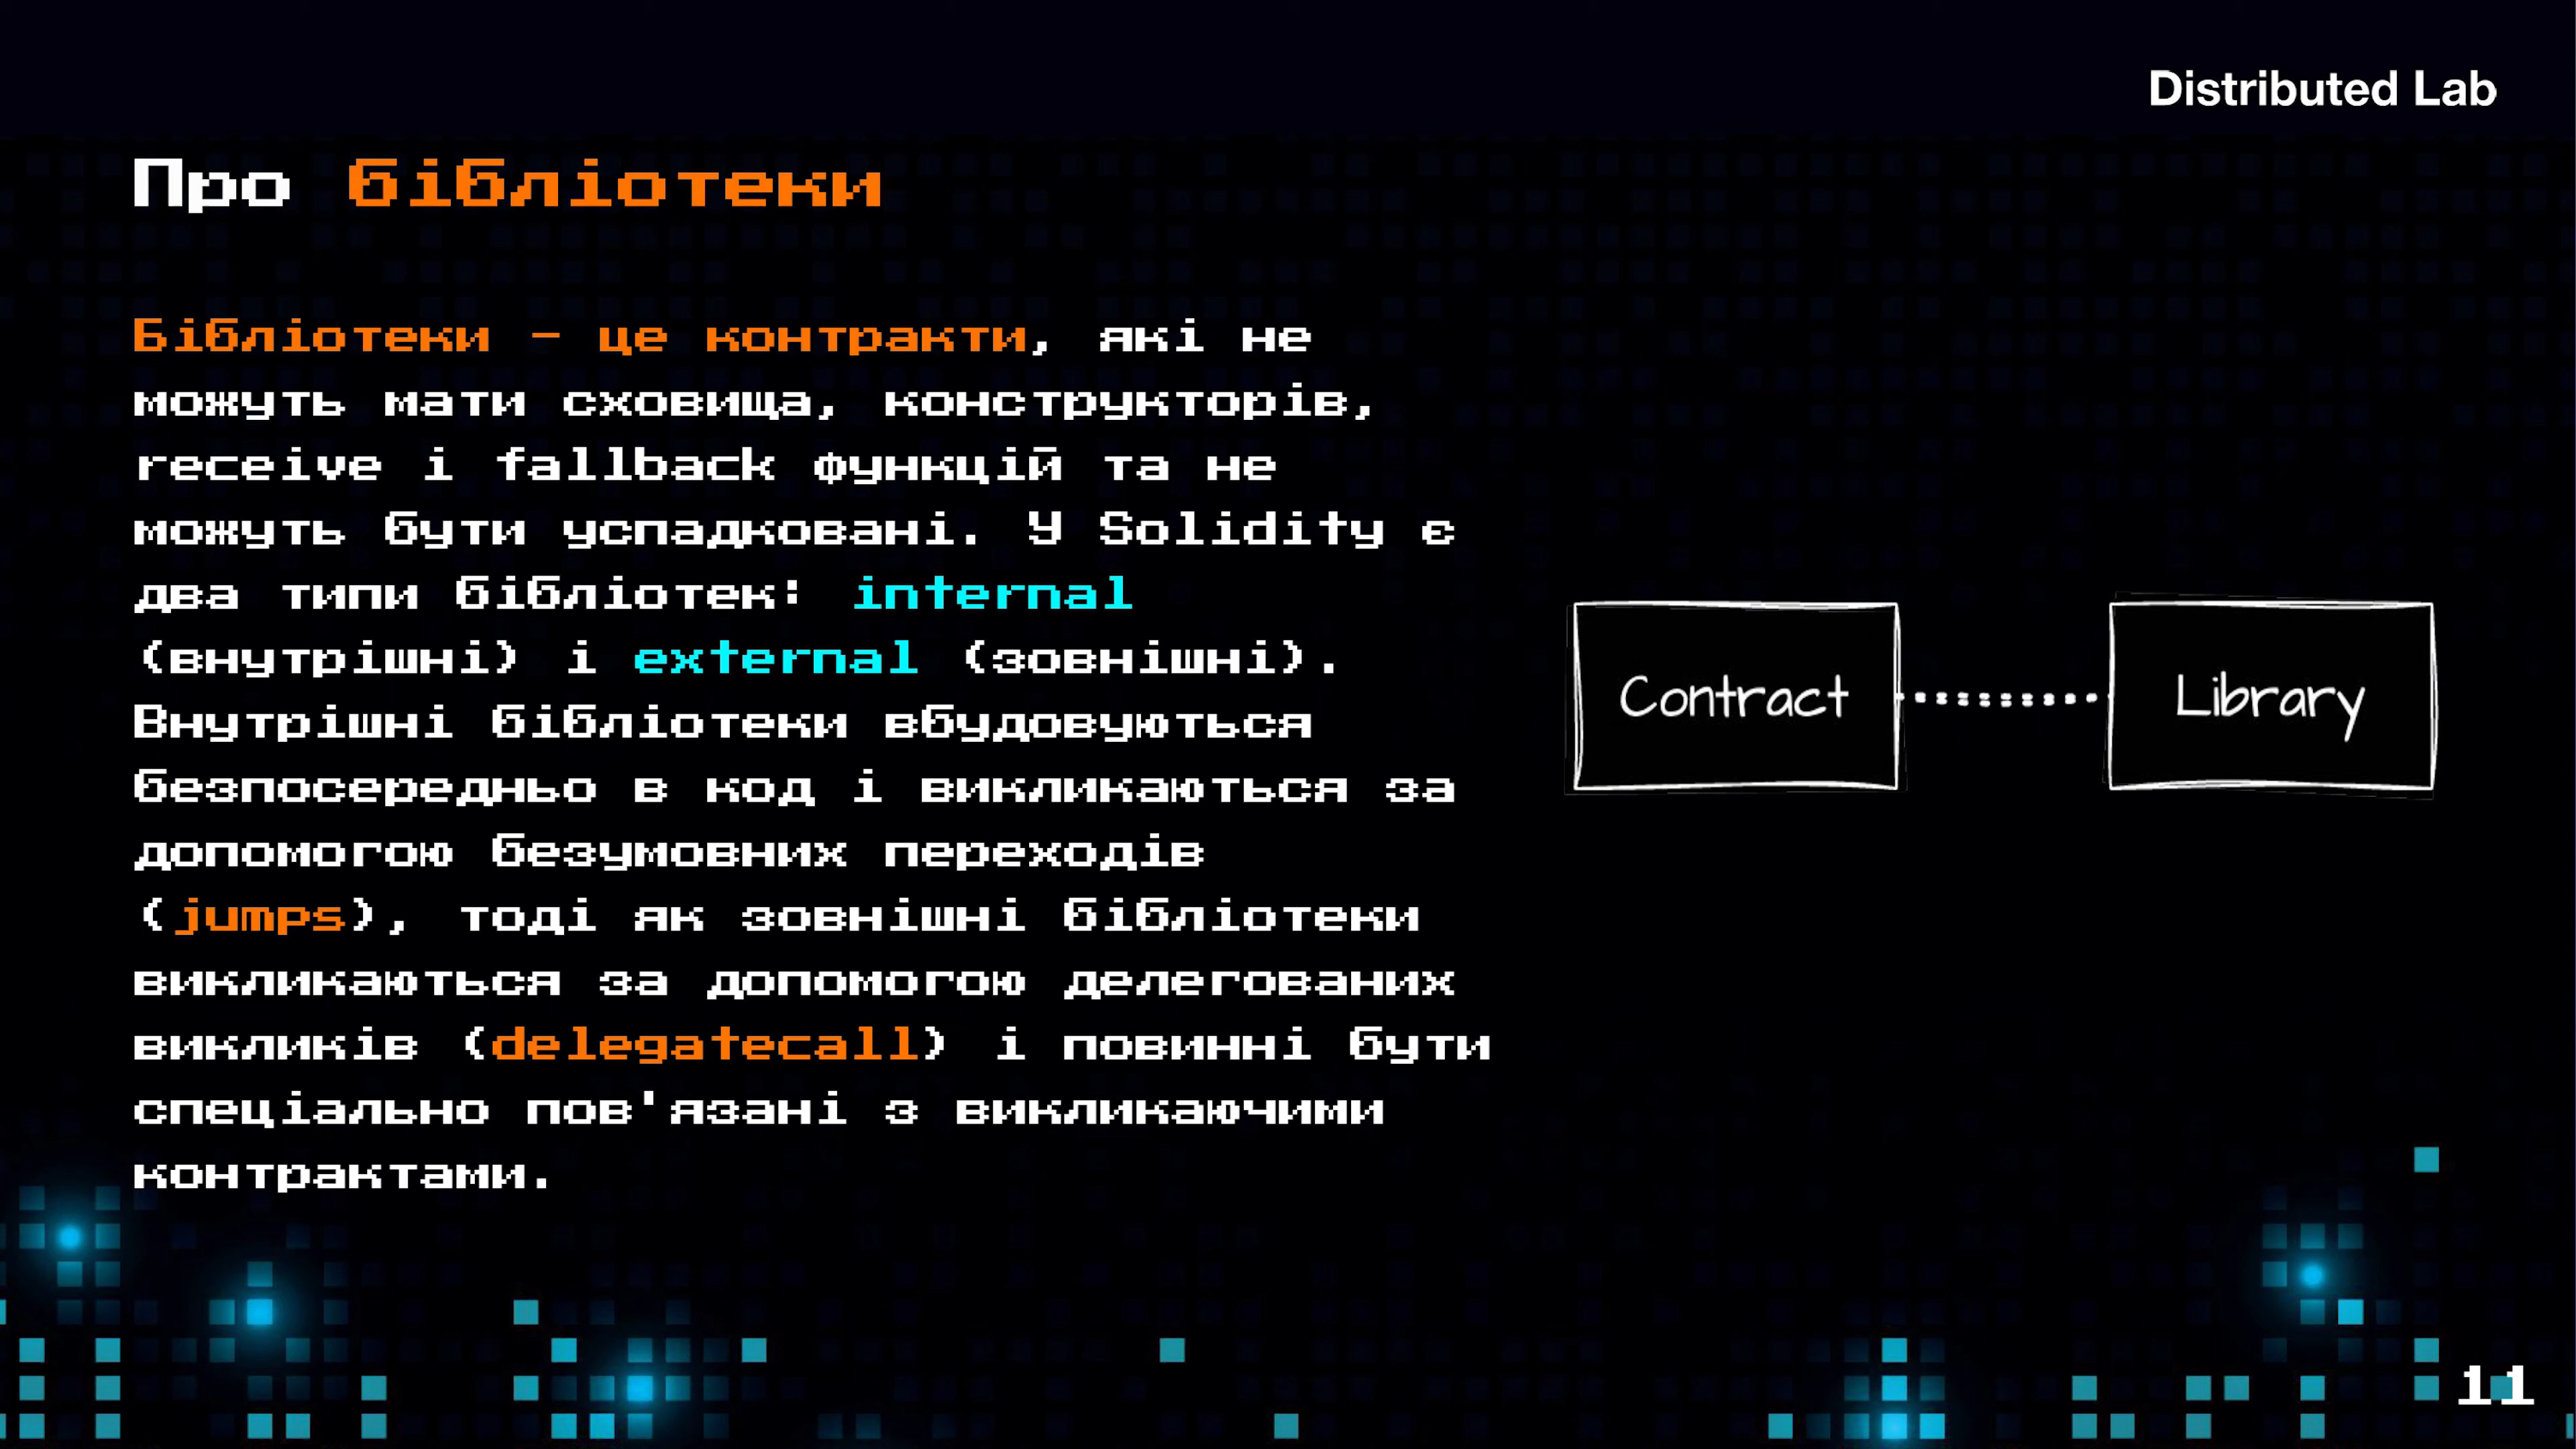 Distributed Lab
Про бібліотеки
Бібліотеки - це контракти, які не
можуть мати сховища, конструкторів,
receive і fallback функцій та не
можуть бути успадковані. У Solidity є
два типи бібліотек: internal
(внутрішні) і external (зовнішні).
Внутрішні бібліотеки вбудовуються
безпосередньо в код і викликаються за
допомогою безумовних переходів
(jumps), тоді як зовнішні бібліотеки
викликаються за допомогою делегованих
викликів (delegatecall) і повинні бути
спеціально пов'язані з викликаючими
контрактами.
Contract
Library
11